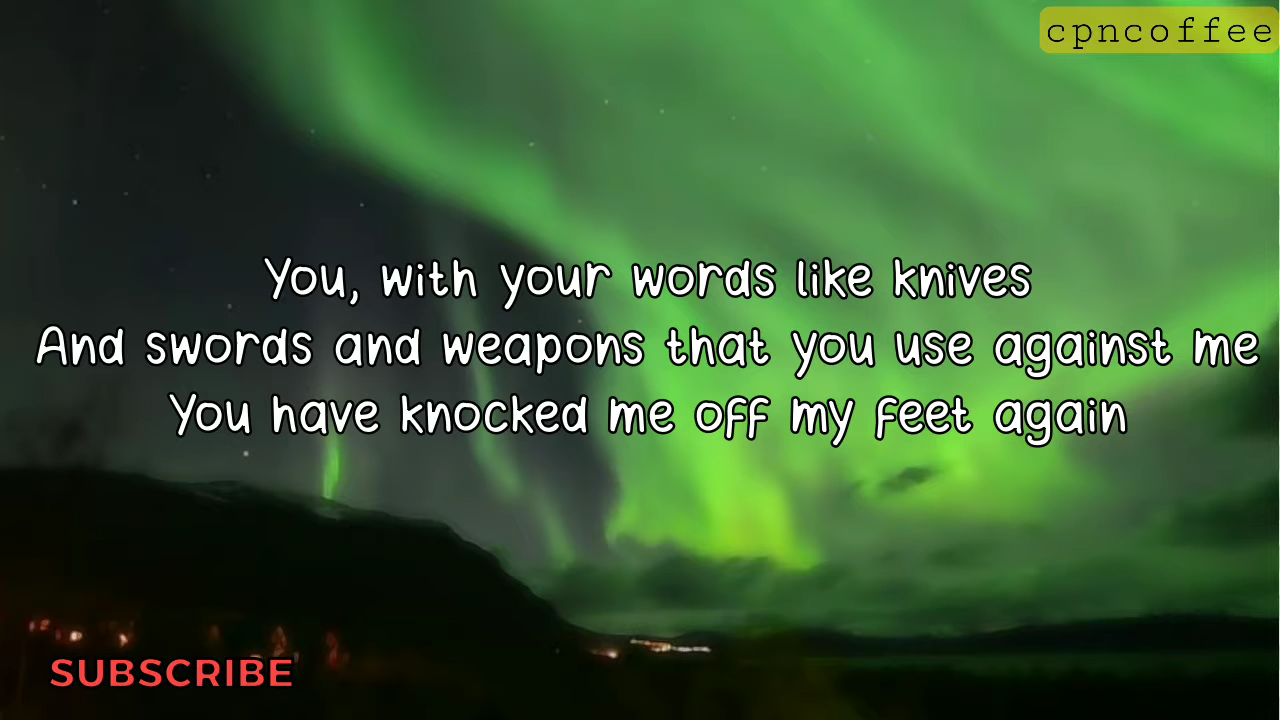 cpncoffee
You, with your words like knives
And swords and weapons that you use against me
You have knocked me off my feet again
SUBSCRIBE